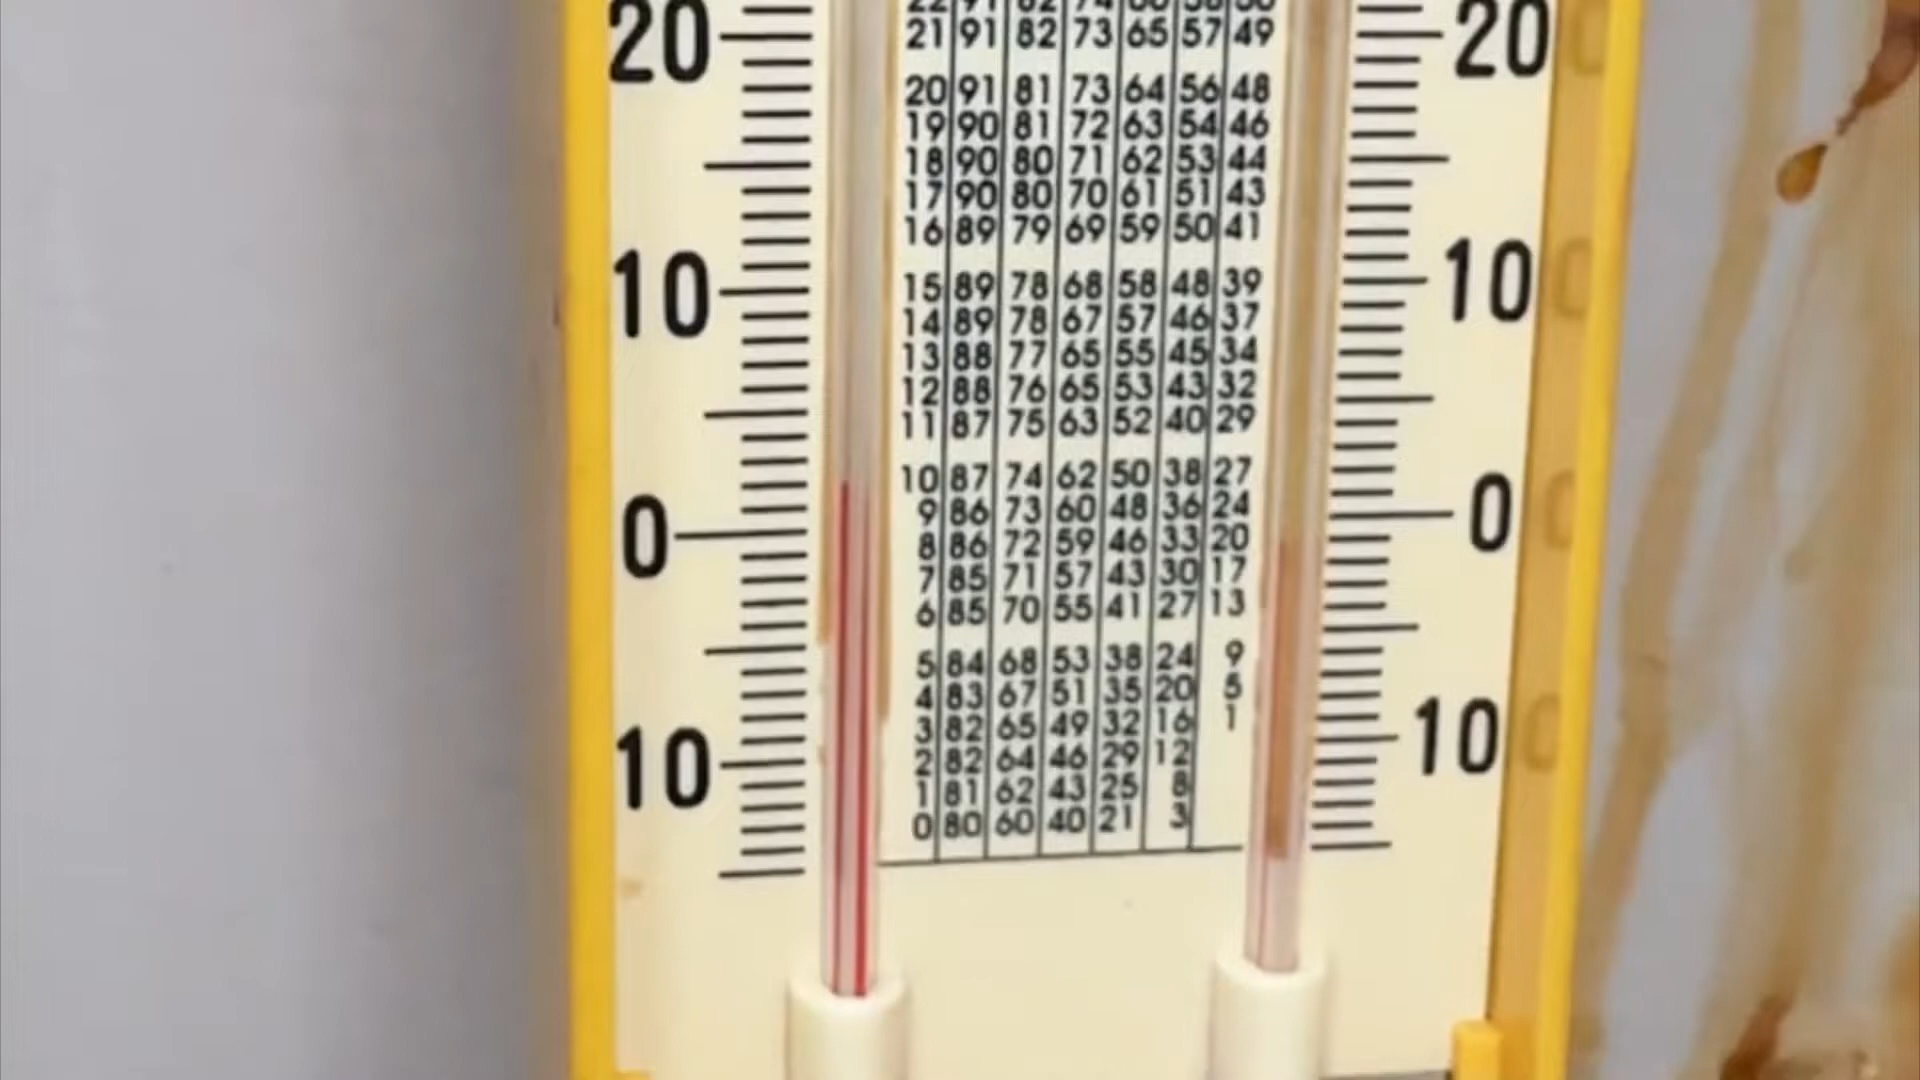 22 91 82 74 66 58 50
20 21 91 82 73 65 57 49 20
20 91 81 73 64 56 48
19 90 81 72 63 54 46
18 90 80 71 62 53 44
17 90 80 70 61 51 43
16 89 79 69 59 50 41
10 15 89 78 68 58 48 39 10
14 89 78 67 57 46 37
13 88 77 65 55 45 34
12 88 76 65 53 43 32
11 87 75 63 52 40 29
10 87 74 62 50 38 27
9 86 73 60 48 36 24
0 8 86 72 59 46 33 20 0
7 85 71 57 43 30 17
6 85 70 55 41 27 13
5 84 68 53 38 24 9
4 83 67 51 35 20 5
3 82 65 49 32 16 1
10 2 82 64 46 29 12 10
1 81 62 43 25 8
0 80 60 40 21 3